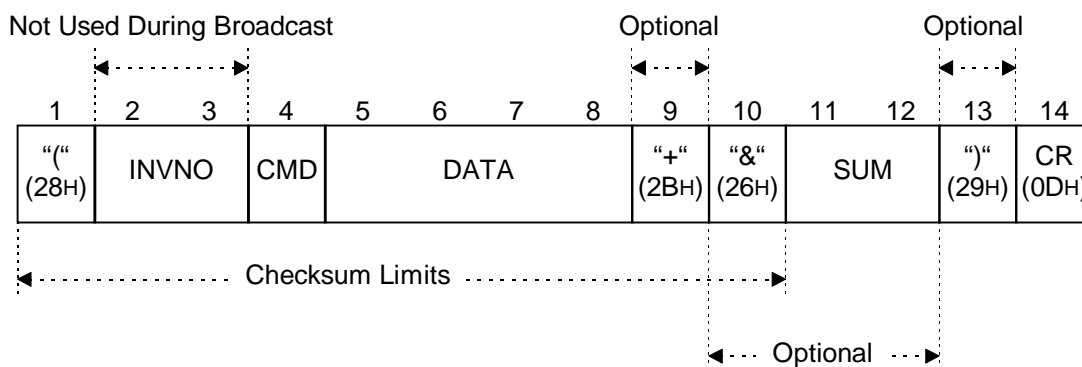 Not Used During Broadcast Optional Optional
1 2 3 4 5 6 7 8 9 10 11 12 13 14
“(“ INVNO CMD DATA “+“ “&“ SUM “)“ CR
(28H) (2BH) (26H) (29H) (0DH)
Checksum Limits
Optional